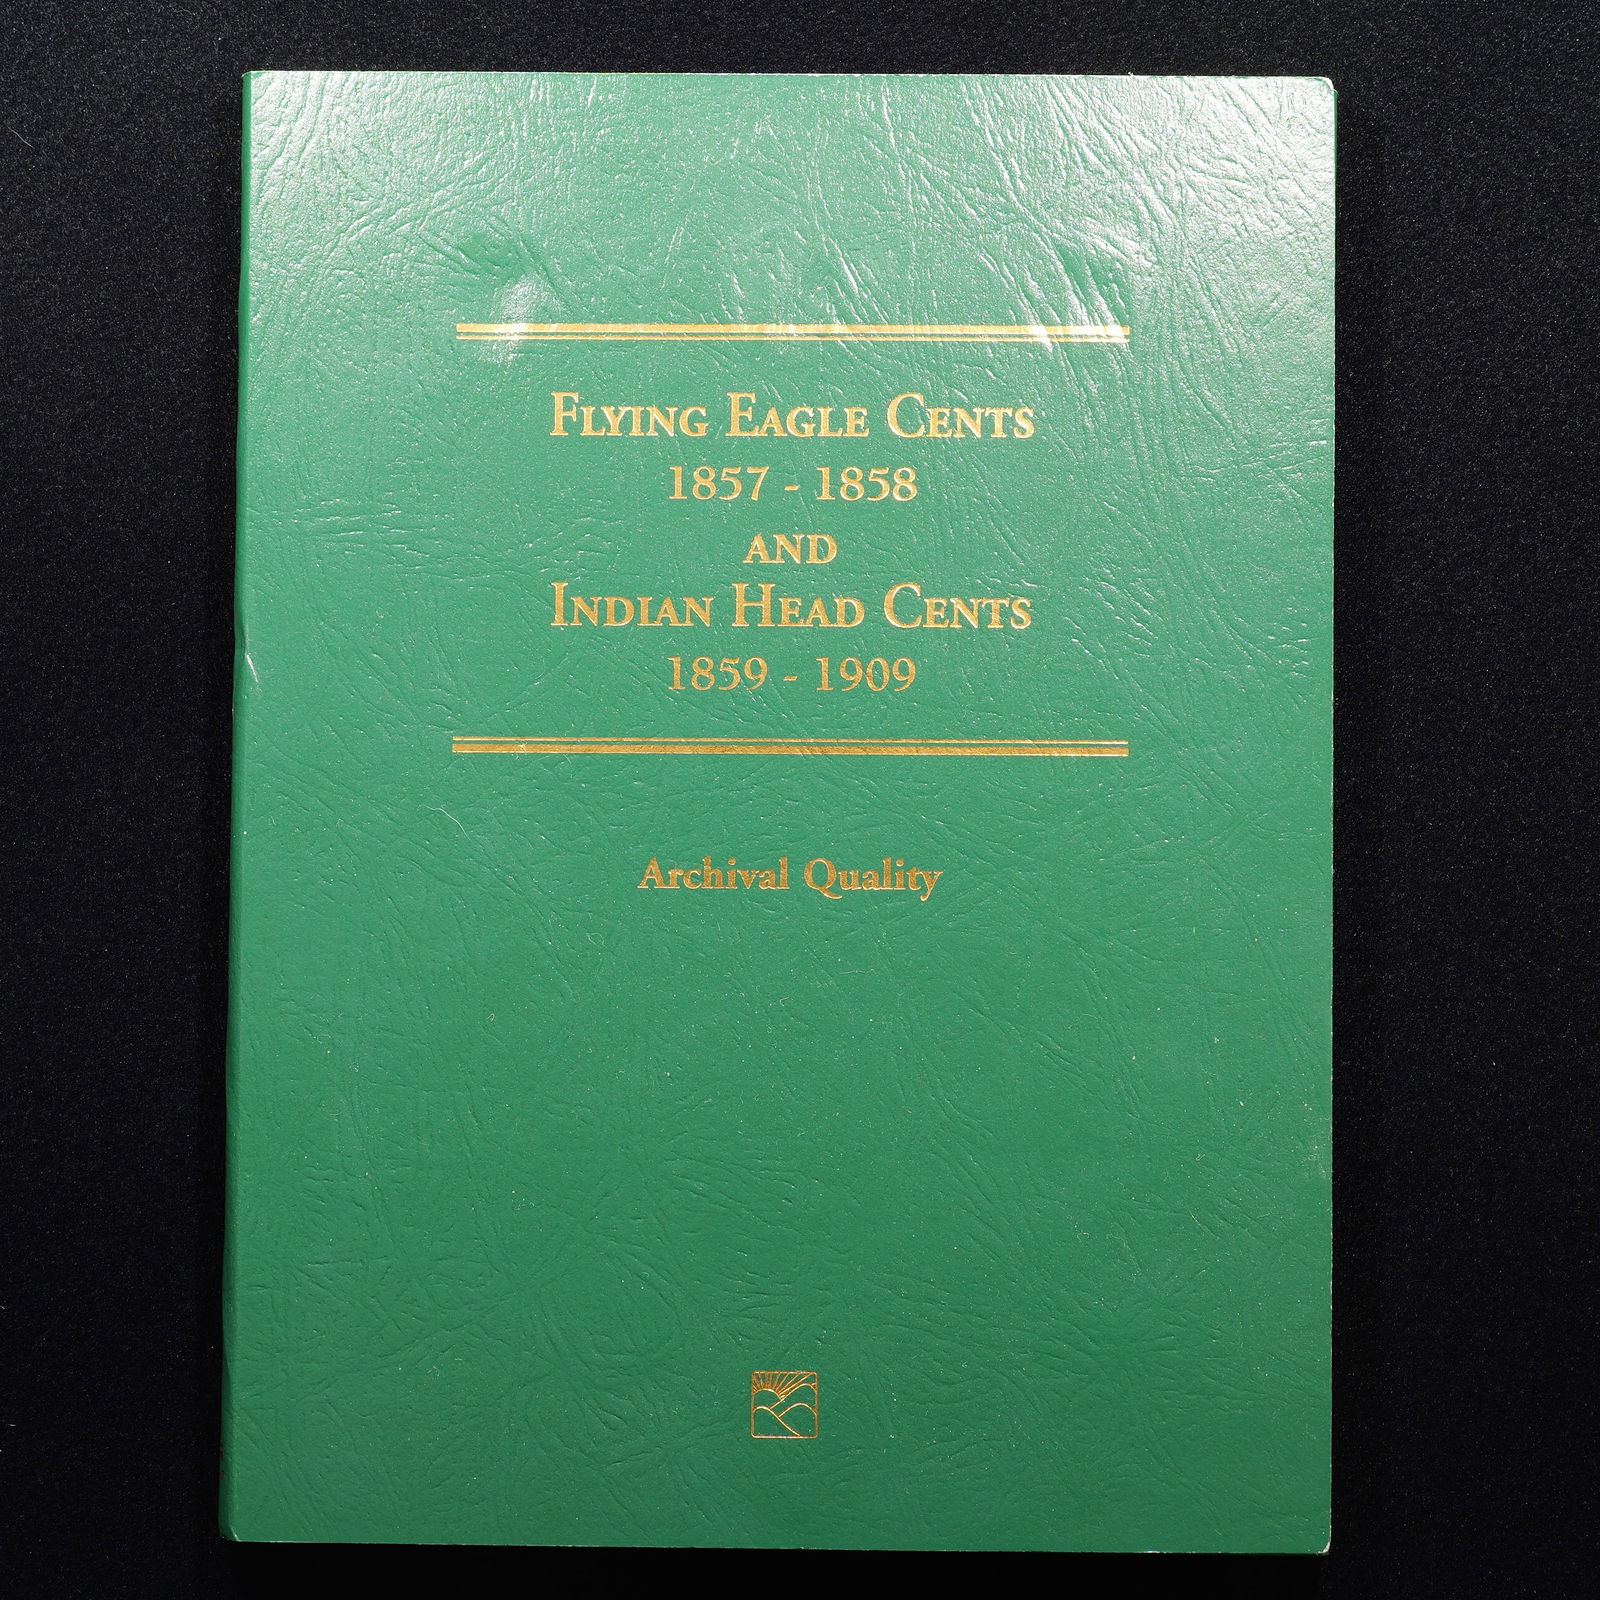 Flying Eagle Cents
1857 - 1858
and
Indian Head Cents
1859 - 1909
Archival Quality